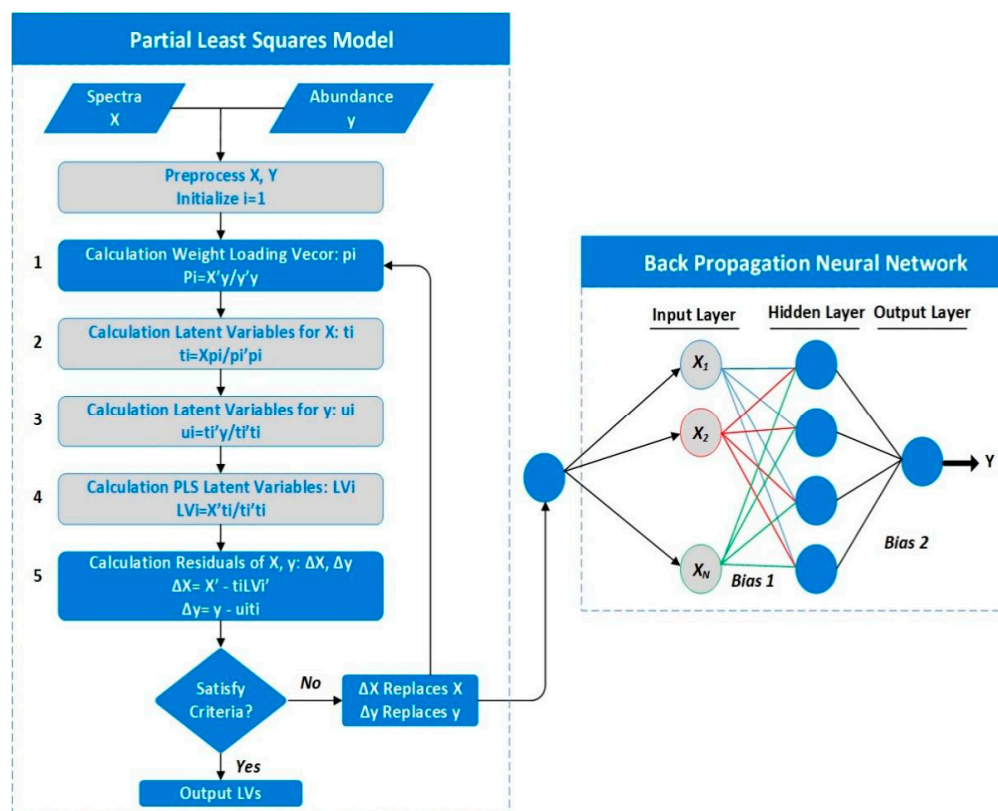 Partial Least Squares Model
Spectra
X
Abundance
y
Preprocess X, Y
Initialize i=1
1
Calculation Weight Loading Vecor: pi
Pi=X'y/y'y
2
Calculation Latent Variables for X: ti
ti=Xpi/pi'pi
3
Calculation Latent Variables for y: ui
ui=ti'y/ti'ti
4
Calculation PLS Latent Variables: LVi
LVi=X'ti/ti'ti
5
Calculation Residuals of X, y: ΔX, Δy
ΔX= X' - tiLVi'
Δy= y - uiti
Satisfy
Criteria?
No
ΔX Replaces X
Δy Replaces y
Yes
Output LVs
Back Propagation Neural Network
Input Layer
Hidden Layer
Output Layer
X1
X2
XN
Bias 1
Bias 2
Y